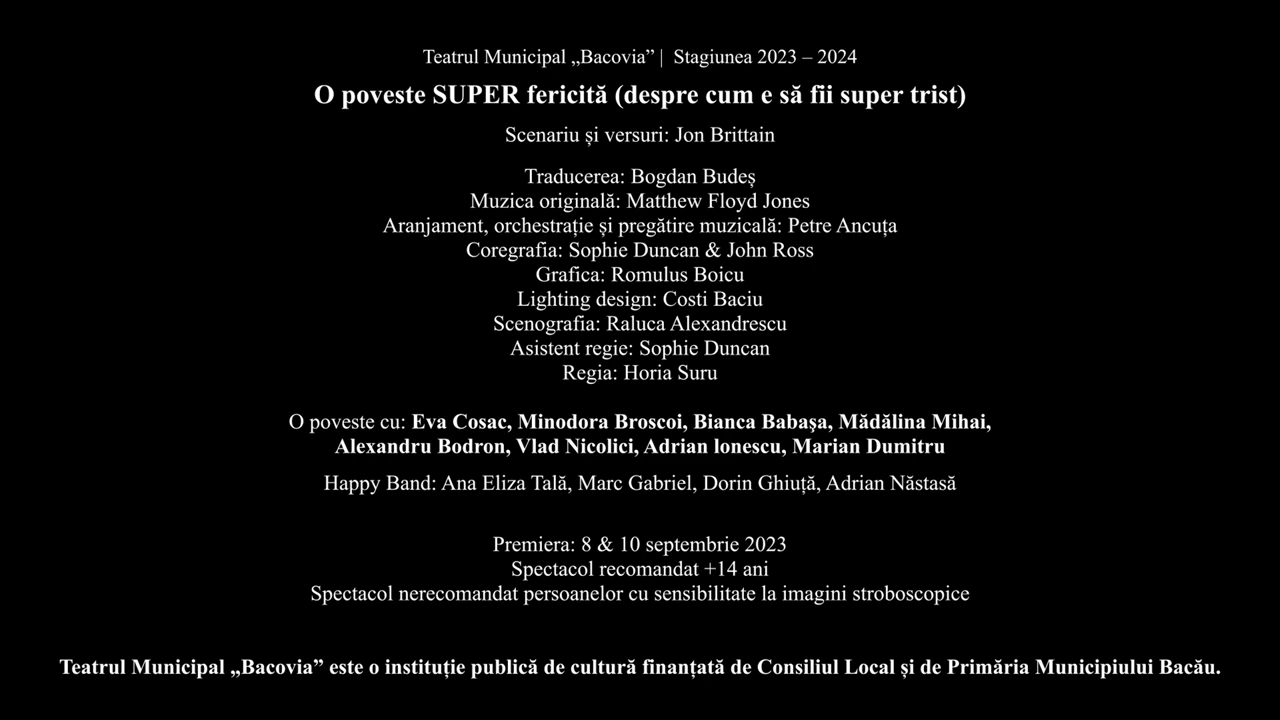 Teatrul Municipal „Bacovia” | Stagiunea 2023 – 2024
O poveste SUPER fericită (despre cum e să fii super trist)
Scenariu și versuri: Jon Brittain
Traducerea: Bogdan Budeș
Muzica originală: Matthew Floyd Jones
Aranjament, orchestrație și pregătire muzicală: Petre Ancuța
Coregrafia: Sophie Duncan & John Ross
Grafica: Romulus Boicu
Lighting design: Costi Baciu
Scenografia: Raluca Alexandrescu
Asistent regie: Sophie Duncan
Regia: Horia Suru
O poveste cu: Eva Cosac, Minodora Broscoi, Bianca Babaşa, Mădălina Mihai,
Alexandru Bodron, Vlad Nicolici, Adrian Ionescu, Marian Dumitru
Happy Band: Ana Eliza Tală, Marc Gabriel, Dorin Ghiuță, Adrian Năstasă
Premiera: 8 & 10 septembrie 2023
Spectacol recomandat +14 ani
Spectacol nerecomandat persoanelor cu sensibilitate la imagini stroboscopice
Teatrul Municipal „Bacovia” este o instituție publică de cultură finanțată de Consiliul Local și de Primăria Municipiului Bacău.